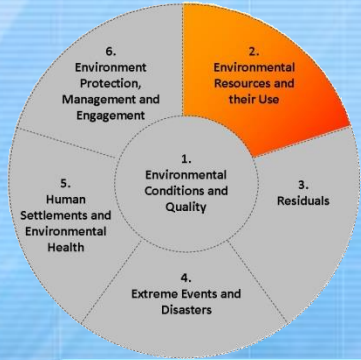 1.
Environmental
Conditions and
Quality
2.
Environmental
Resources and
their Use
3.
Residuals
4.
Extreme Events and
Disasters
5.
Human
Settlements and
Environmental
Health
6.
Environment
Protection,
Management and
Engagement